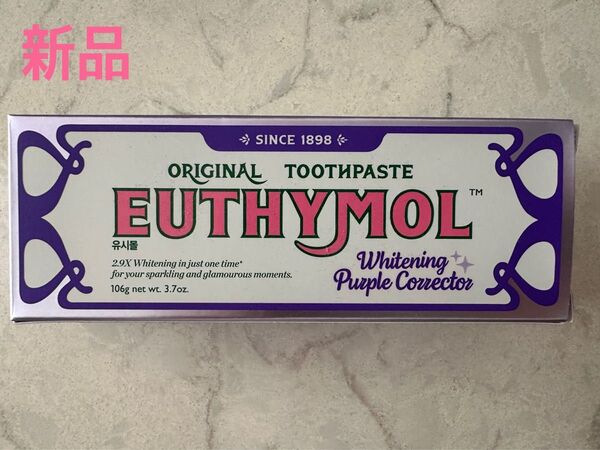 新品
SINCE 1898
ORIGINAL TOOTHPASTE
EUTHYMOL™
유시몰
2.9X Whitening in just one time*
for your sparkling and glamourous moments.
106g net wt. 3.7oz.
Whitening
Purple Corrector